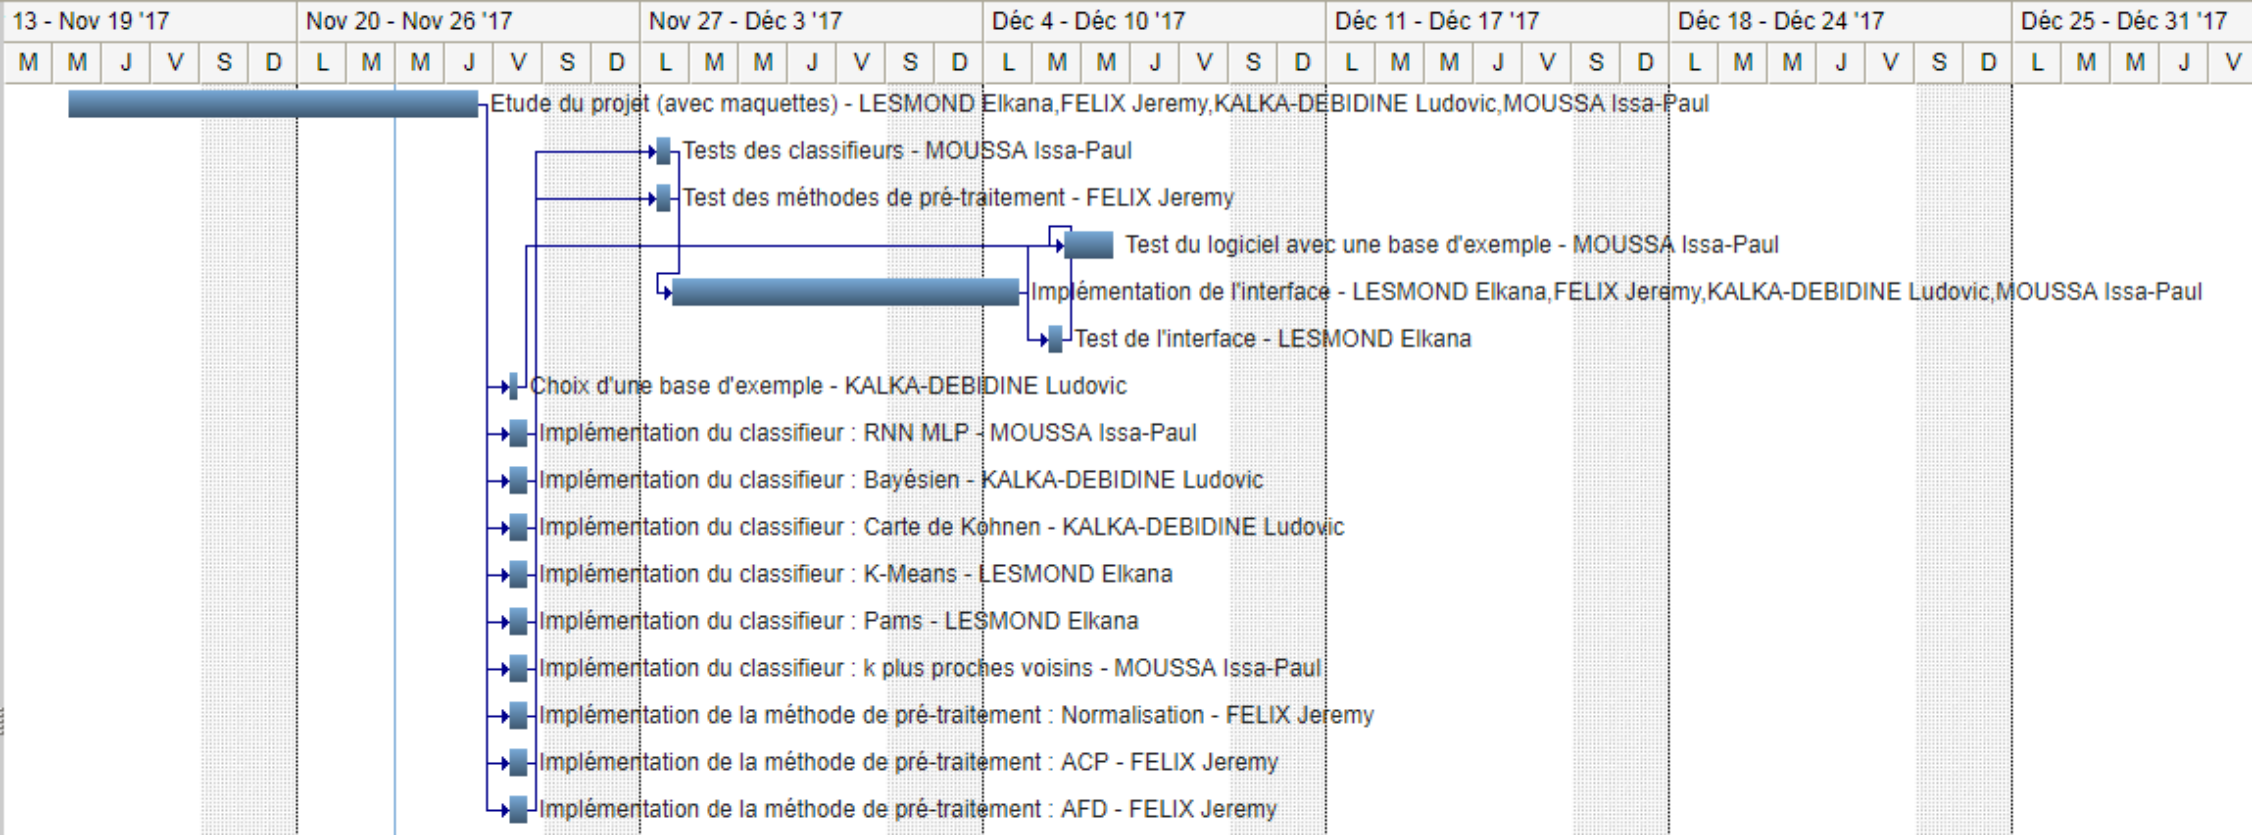 13 - Nov 19 '17 Nov 20 - Nov 26 '17 Nov 27 - Déc 3 '17 Déc 4 - Déc 10 '17 Déc 11 - Déc 17 '17 Déc 18 - Déc 24 '17 Déc 25 - Déc 31 '17
M M J V S D L M M J V S D L M M J V S D L M M J V S D L M M J V S D L M M J V S D L M M J V
Etude du projet (avec maquettes) - LESMOND Elkana,FELIX Jeremy,KALKA-DEBIDINE Ludovic,MOUSSA Issa-Paul
Tests des classifieurs - MOUSSA Issa-Paul
Test des méthodes de pré-traitement - FELIX Jeremy
Test du logiciel avec une base d'exemple - MOUSSA Issa-Paul
Implémentation de l'interface - LESMOND Elkana,FELIX Jeremy,KALKA-DEBIDINE Ludovic,MOUSSA Issa-Paul
Test de l'interface - LESMOND Elkana
Choix d'une base d'exemple - KALKA-DEBIDINE Ludovic
Implémentation du classifieur : RNN MLP - MOUSSA Issa-Paul
Implémentation du classifieur : Bayésien - KALKA-DEBIDINE Ludovic
Implémentation du classifieur : Carte de Kohnen - KALKA-DEBIDINE Ludovic
Implémentation du classifieur : K-Means - LESMOND Elkana
Implémentation du classifieur : Pams - LESMOND Elkana
Implémentation du classifieur : k plus proches voisins - MOUSSA Issa-Paul
Implémentation de la méthode de pré-traitement : Normalisation - FELIX Jeremy
Implémentation de la méthode de pré-traitement : ACP - FELIX Jeremy
Implémentation de la méthode de pré-traitement : AFD - FELIX Jeremy